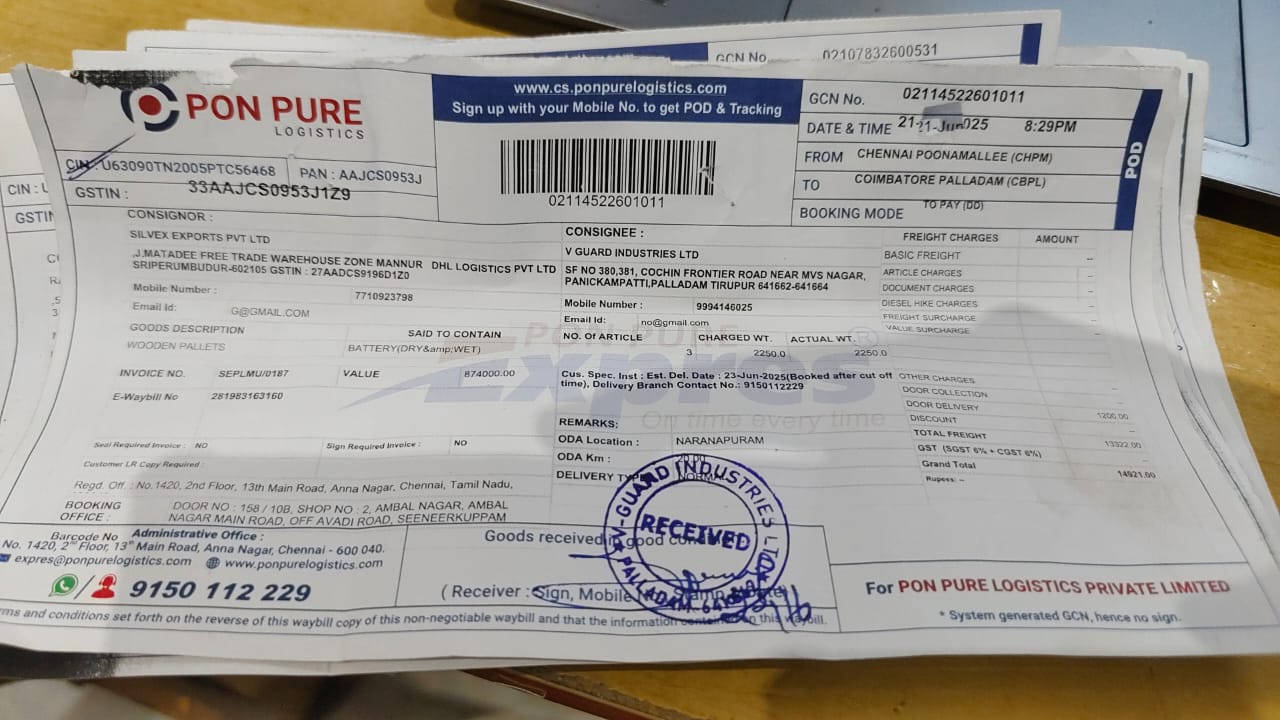 GCN No. 02107832600531
PON PURE
LOGISTICS
www.cs.ponpurelogistics.com
Sign up with your Mobile No. to get POD & Tracking
02114522601011
GCN No. 02114522601011
DATE & TIME 21-Jun025 8:29PM
FROM CHENNAI POONAMALLEE (CHPM)
TO COIMBATORE PALLADAM (CBPL)
BOOKING MODE TO PAY (DD)
POD
CIN : U63090TN2005PTC56468 PAN : AAJCS0953J
GSTIN : 33AAJCS0953J1Z9
CIN : U
GSTIN
CONSIGNOR :
SILVEX EXPORTS PVT LTD
,J.MATADEE FREE TRADE WAREHOUSE ZONE MANNUR DHL LOGISTICS PVT LTD
SRIPERUMBUDUR-602105 GSTIN : 27AADCS9196D1Z0
Mobile Number : 7710923798
Email Id: G@GMAIL.COM
GOODS DESCRIPTION SAID TO CONTAIN
WOODEN PALLETS BATTERY(DRY&amp;WET)
INVOICE NO. SEPLMU/0187 VALUE 874000.00
E-Waybill No 281983163160
Seal Required Invoice : NO Sign Required Invoice : NO
Customer LR Copy Required :
Regd. Off. : No.1420, 2nd Floor, 13th Main Road, Anna Nagar, Chennai, Tamil Nadu,
BOOKING OFFICE : DOOR NO : 158 / 10B, SHOP NO : 2, AMBAL NAGAR, AMBAL
NAGAR MAIN ROAD, OFF AVADI ROAD, SEENEERKUPPAM
CONSIGNEE :
V GUARD INDUSTRIES LTD
SF NO 380,381, COCHIN FRONTIER ROAD NEAR MVS NAGAR,
PANICKAMPATTI,PALLADAM TIRUPUR 641662-641664
Mobile Number : 9994146025
Email Id: no@gmail.com
NO. Of ARTICLE CHARGED WT. ACTUAL WT.
3 2250.0 2250.0
Cus. Spec. Inst : Est. Del. Date : 23-Jun-2025(Booked after cut off
time), Delivery Branch Contact No.: 9150112229
REMARKS:
ODA Location : NARANAPURAM
ODA Km : 20.00
DELIVERY TYPE NORMAL
FREIGHT CHARGES AMOUNT
BASIC FREIGHT --
ARTICLE CHARGES --
DOCUMENT CHARGES --
DIESEL HIKE CHARGES --
FREIGHT SURCHARGE --
VALUE SURCHARGE --
OTHER CHARGES
DOOR COLLECTION
DOOR DELIVERY
DISCOUNT 1200.00
TOTAL FREIGHT --
GST (SGST 6% + CGST 6%) 13322.00
Grand Total
Rupees: -- 14921.00
PON PURE
Expres®
On time every time
Barcode No
Administrative Office :
No. 1420, 2nd Floor, 13th Main Road, Anna Nagar, Chennai - 600 040.
expres@ponpurelogistics.com www.ponpurelogistics.com
9150 112 229
Goods received in good
( Receiver : Sign, Mobile
V-GUARD INDUSTRIES LTD
RECEIVED
PALLADAM
For PON PURE LOGISTICS PRIVATE LIMITED
* System generated GCN, hence no sign.
rms and conditions set forth on the reverse of this waybill copy of this non-negotiable waybill and that the information on this waybill.